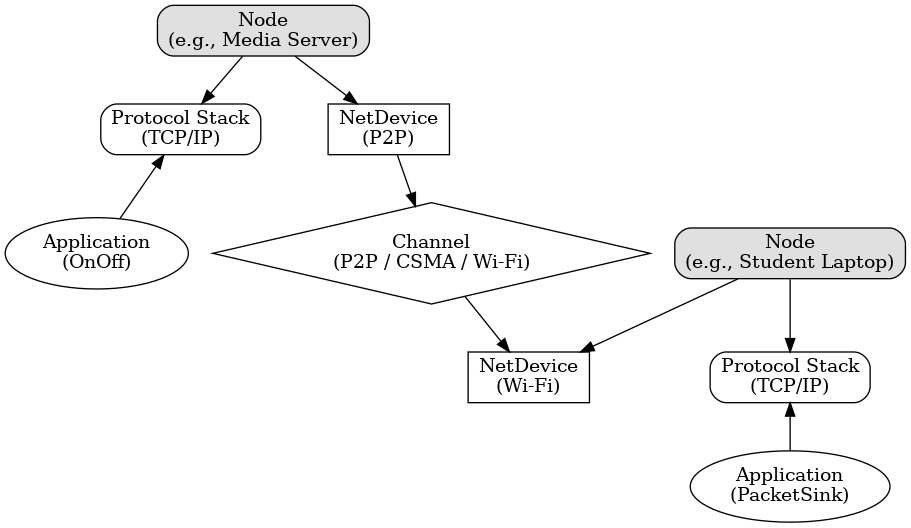 Node
(e.g., Media Server)
Protocol Stack
(TCP/IP)
NetDevice
(P2P)
Application
(OnOff)
Channel
(P2P / CSMA / Wi-Fi)
Node
(e.g., Student Laptop)
NetDevice
(Wi-Fi)
Protocol Stack
(TCP/IP)
Application
(PacketSink)